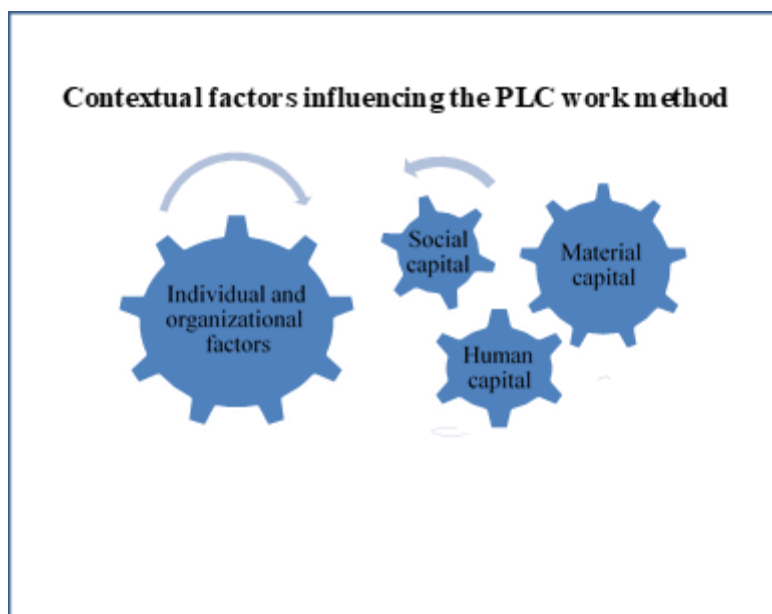 Contextual factors influencing the PLC work method
Individual and
organizational
factors
Social
capital
Material
capital
Human
capital